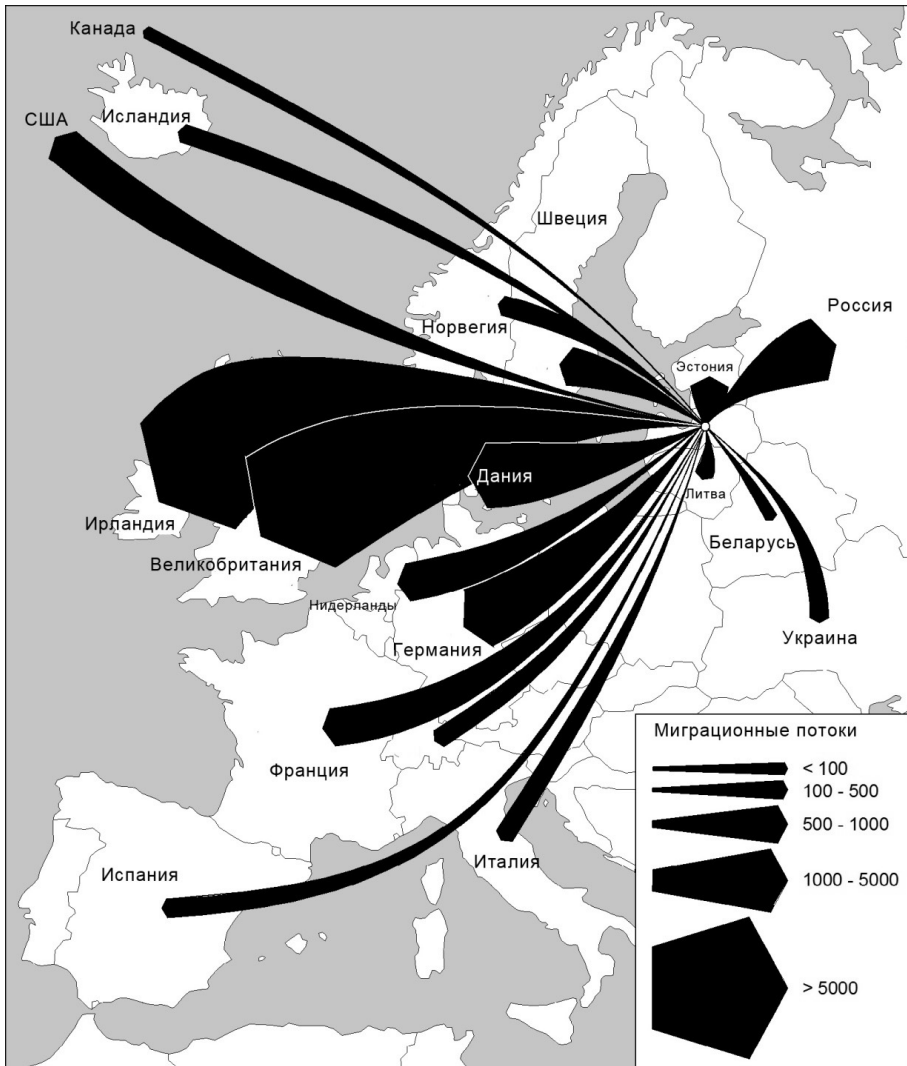 Канада
США
Исландия
Швеция
Норвегия
Россия
Эстония
Дания
Литва
Ирландия
Беларусь
Великобритания
Нидерланды
Украина
Германия
Миграционные потоки
< 100
100 - 500
500 - 1000
1000 - 5000
> 5000
Франция
Италия
Испания